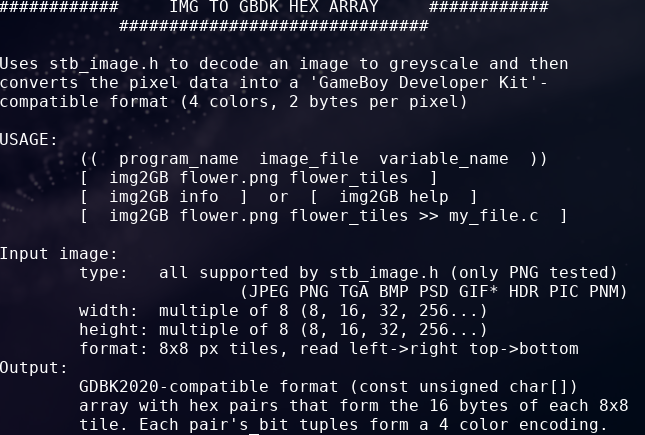 ############     IMG TO GBDK HEX ARRAY     ############
            ###############################

Uses stb_image.h to decode an image to greyscale and then
converts the pixel data into a 'GameBoy Developer Kit'-
compatible format (4 colors, 2 bytes per pixel)

USAGE:
        ((  program_name  image_file  variable_name  ))
        [  img2GB flower.png flower_tiles  ]
        [  img2GB info  ]  or  [  img2GB help  ]
        [  img2GB flower.png flower_tiles >> my_file.c  ]

Input image:
        type:   all supported by stb_image.h (only PNG tested)
                        (JPEG PNG TGA BMP PSD GIF* HDR PIC PNM)
        width:  multiple of 8 (8, 16, 32, 256...)
        height: multiple of 8 (8, 16, 32, 256...)
        format: 8x8 px tiles, read left->right top->bottom
Output:
        GDBK2020-compatible format (const unsigned char[])
        array with hex pairs that form the 16 bytes of each 8x8
        tile. Each pair's bit tuples form a 4 color encoding.